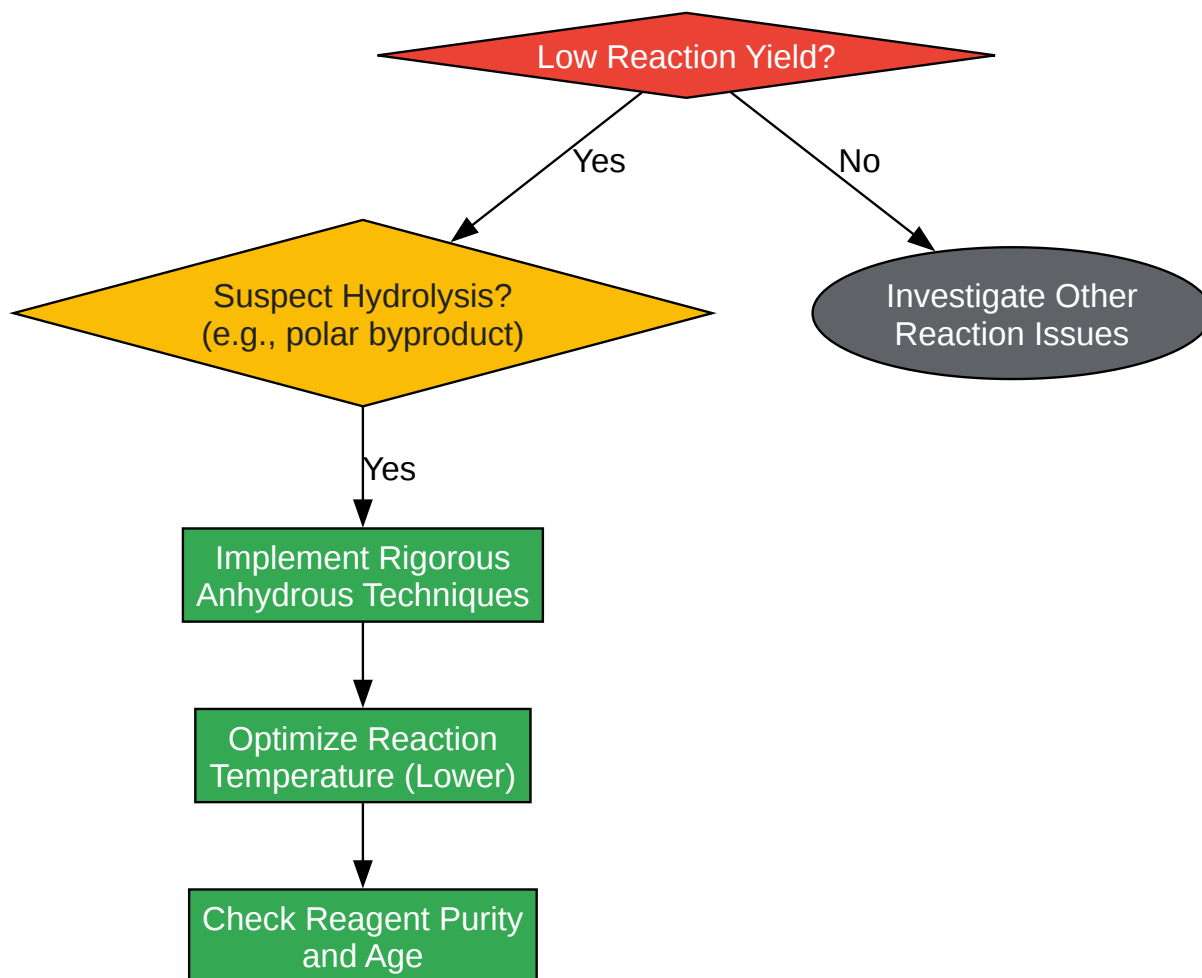 Low Reaction Yield?
Yes
No
Suspect Hydrolysis?
(e.g., polar byproduct)
Investigate Other
Reaction Issues
Yes
Implement Rigorous
Anhydrous Techniques
Optimize Reaction
Temperature (Lower)
Check Reagent Purity
and Age